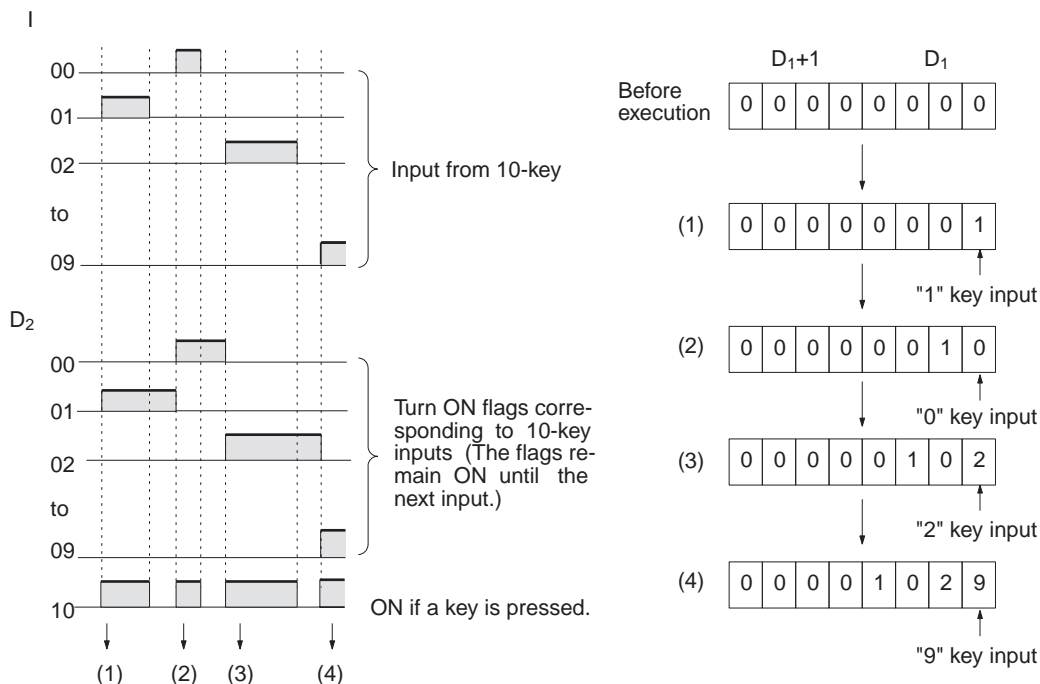 I
00
01
02
to
09
Input from 10-key
D2
00
01
02
to
09
10
Turn ON flags corre-
sponding to 10-key
inputs (The flags re-
main ON until the
next input.)
ON if a key is pressed.
(1) (2) (3) (4)
D1+1 D1
Before
execution
0 0 0 0 0 0 0 0
(1) 0 0 0 0 0 0 0 1
"1" key input
(2) 0 0 0 0 0 0 1 0
"0" key input
(3) 0 0 0 0 0 1 0 2
"2" key input
(4) 0 0 0 0 1 0 2 9
"9" key input